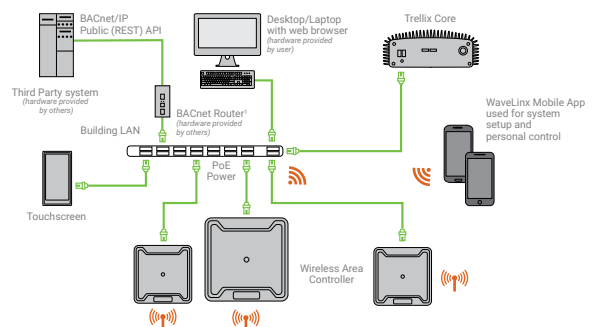 BACnet/IP
Public (REST) API
Desktop/Laptop
with web browser
(hardware provided
by user)
Trellix Core
Third Party system
(hardware provided
by others)
BACnet Router¹
(hardware provided
by others)
WaveLinx Mobile App
used for system
setup and
personal control
Building LAN
PoE
Power
Touchscreen
Wireless Area
Controller